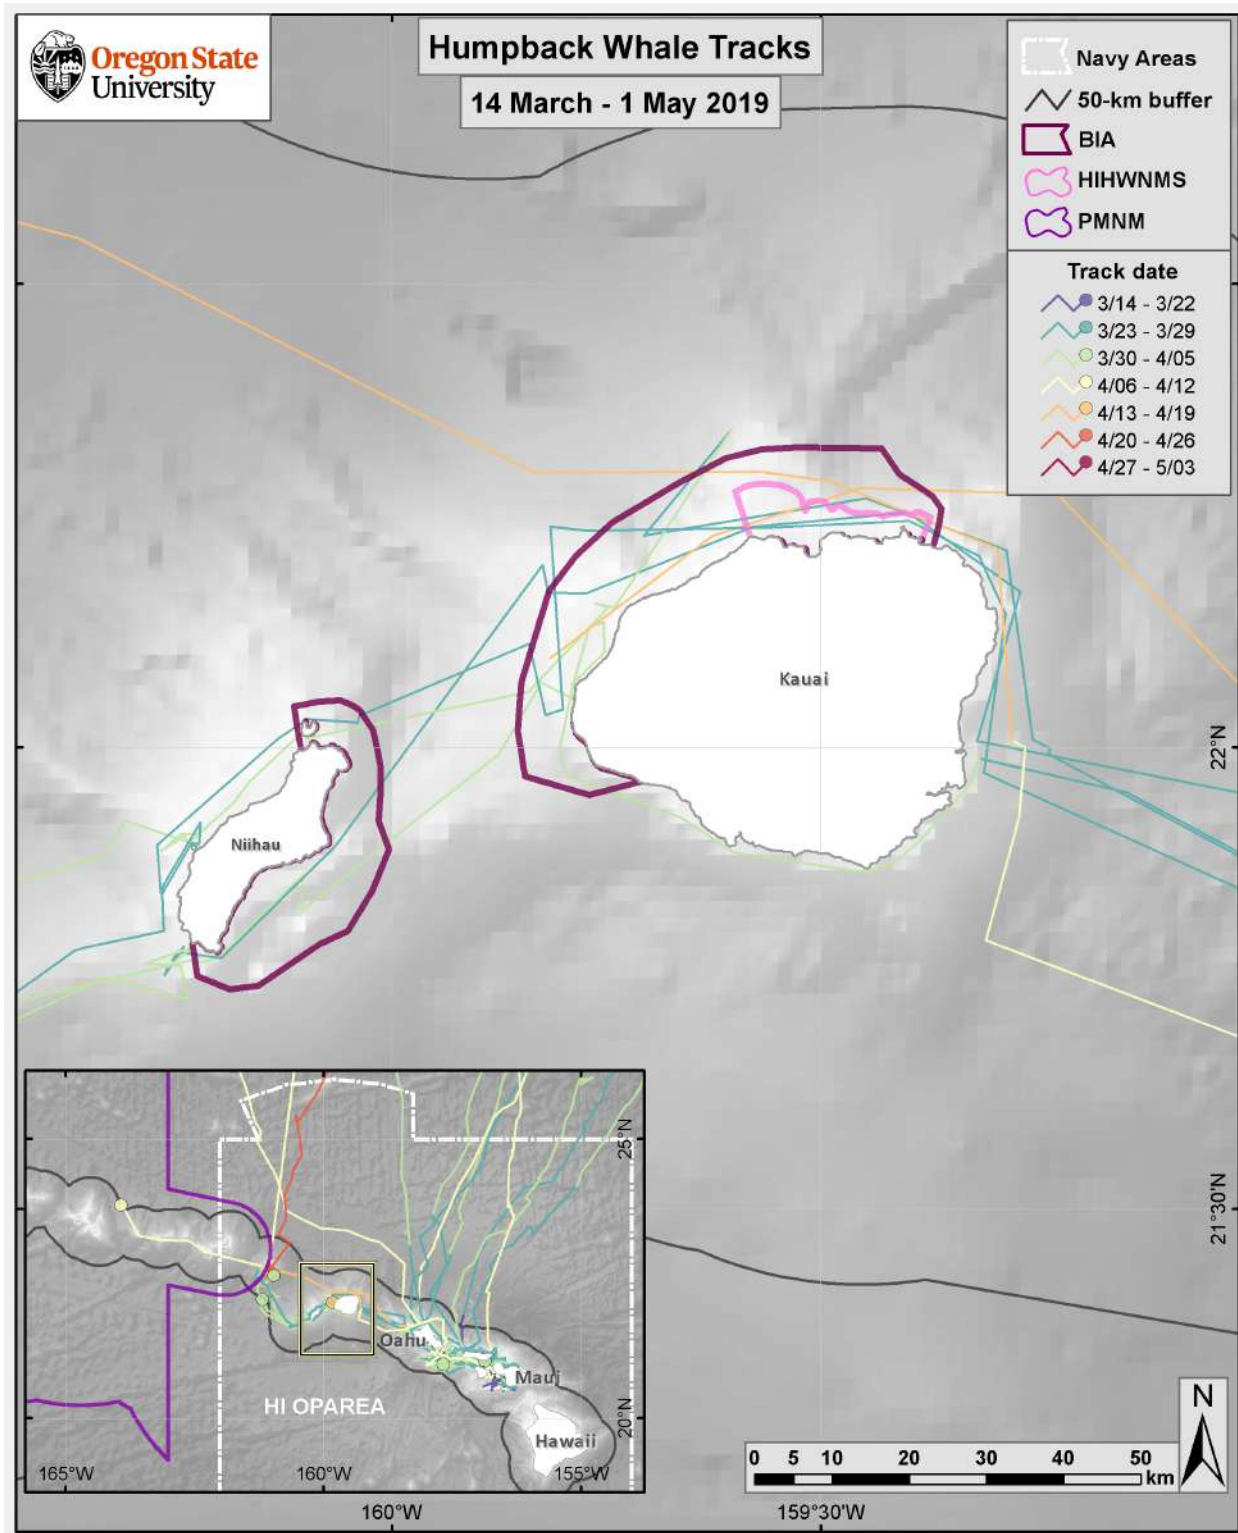 Oregon State
University
Humpback Whale Tracks
14 March - 1 May 2019
Navy Areas
50-km buffer
BIA
HIHWNMS
PMNM
Track date
3/14 - 3/22
3/23 - 3/29
3/30 - 4/05
4/06 - 4/12
4/13 - 4/19
4/20 - 4/26
4/27 - 5/03
Kauai
Niihau
22°N
21°30'N
25°N
20°N
Oahu
Maui
HI OPAREA
Hawaii
165°W
160°W
155°W
N
0 5 10 20 30 40 50
km
160°W
159°30'W